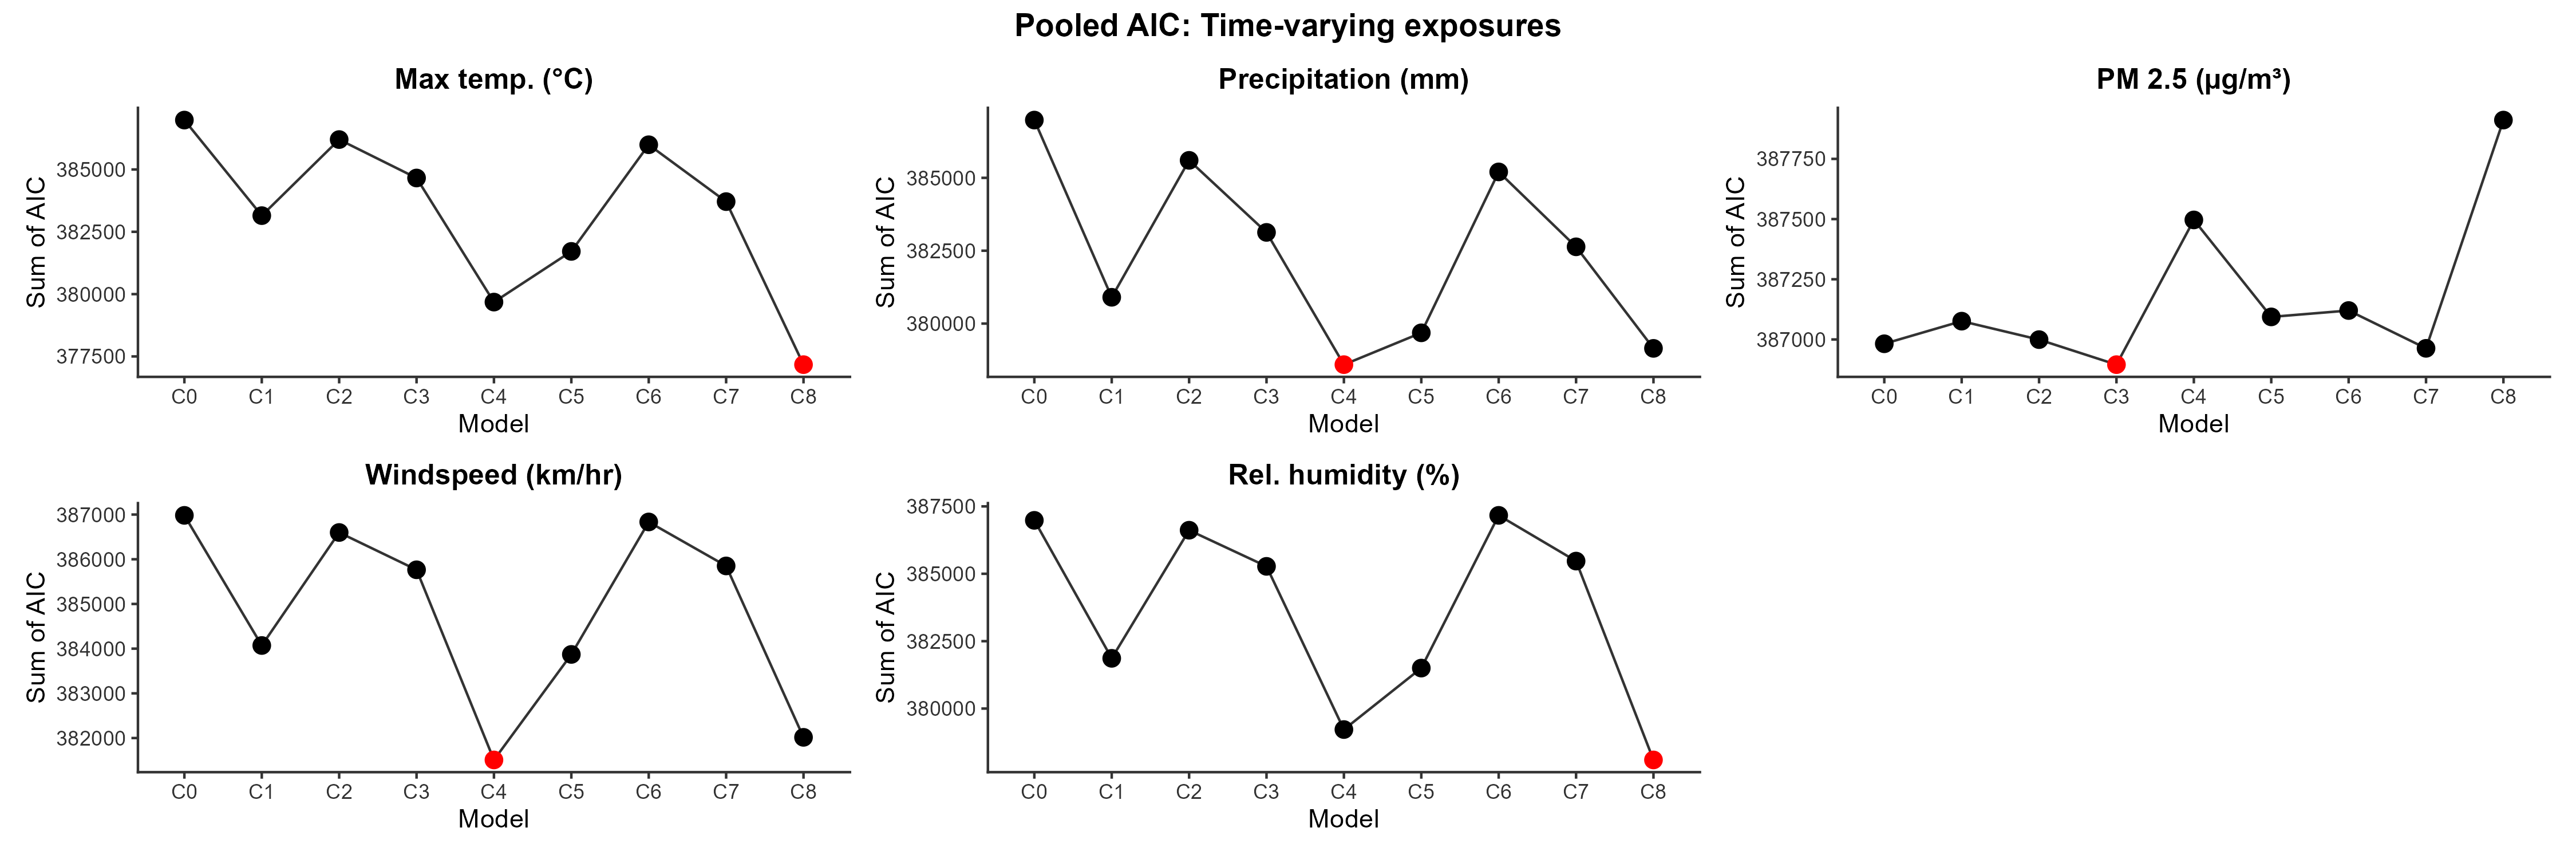 Pooled AIC: Time-varying exposures
Max temp. (°C)
Sum of AIC
385000
382500
380000
377500
C0 C1 C2 C3 C4 C5 C6 C7 C8
Model
Precipitation (mm)
Sum of AIC
385000
382500
380000
C0 C1 C2 C3 C4 C5 C6 C7 C8
Model
PM 2.5 (µg/m³)
Sum of AIC
387750
387500
387250
387000
C0 C1 C2 C3 C4 C5 C6 C7 C8
Model
Windspeed (km/hr)
Sum of AIC
387000
386000
385000
384000
383000
382000
C0 C1 C2 C3 C4 C5 C6 C7 C8
Model
Rel. humidity (%)
Sum of AIC
387500
385000
382500
380000
C0 C1 C2 C3 C4 C5 C6 C7 C8
Model